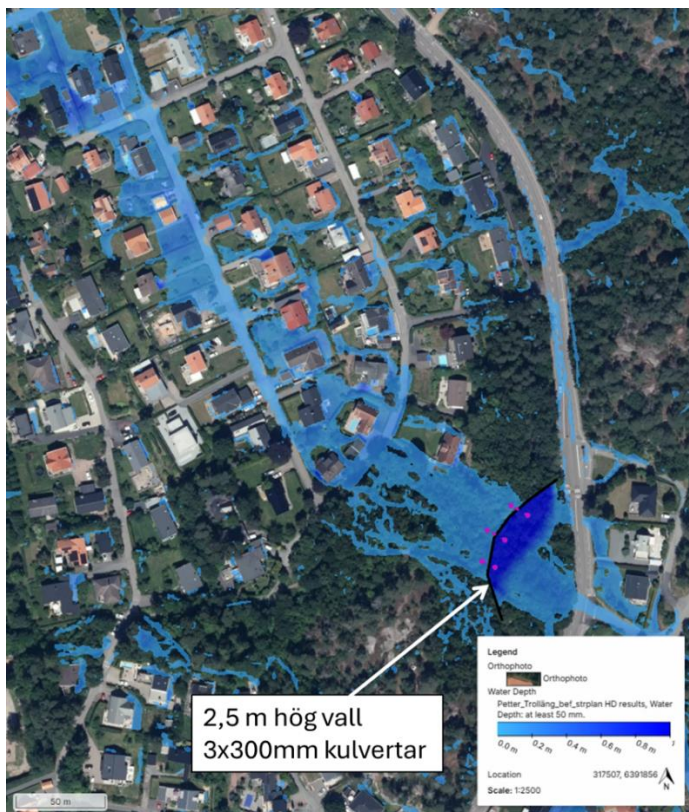 2,5 m hög vall
3x300mm kulvertar
Legend
Orthophoto
Orthophoto
Water Depth
Petter_Trolläng_bef_strplan HD results, Water
Depth: at least 50 mm.
0.0 m 0.2 m 0.4 m 0.6 m 0.8 m
Location 317507, 6391856
Scale: 1:2500
N
50 m